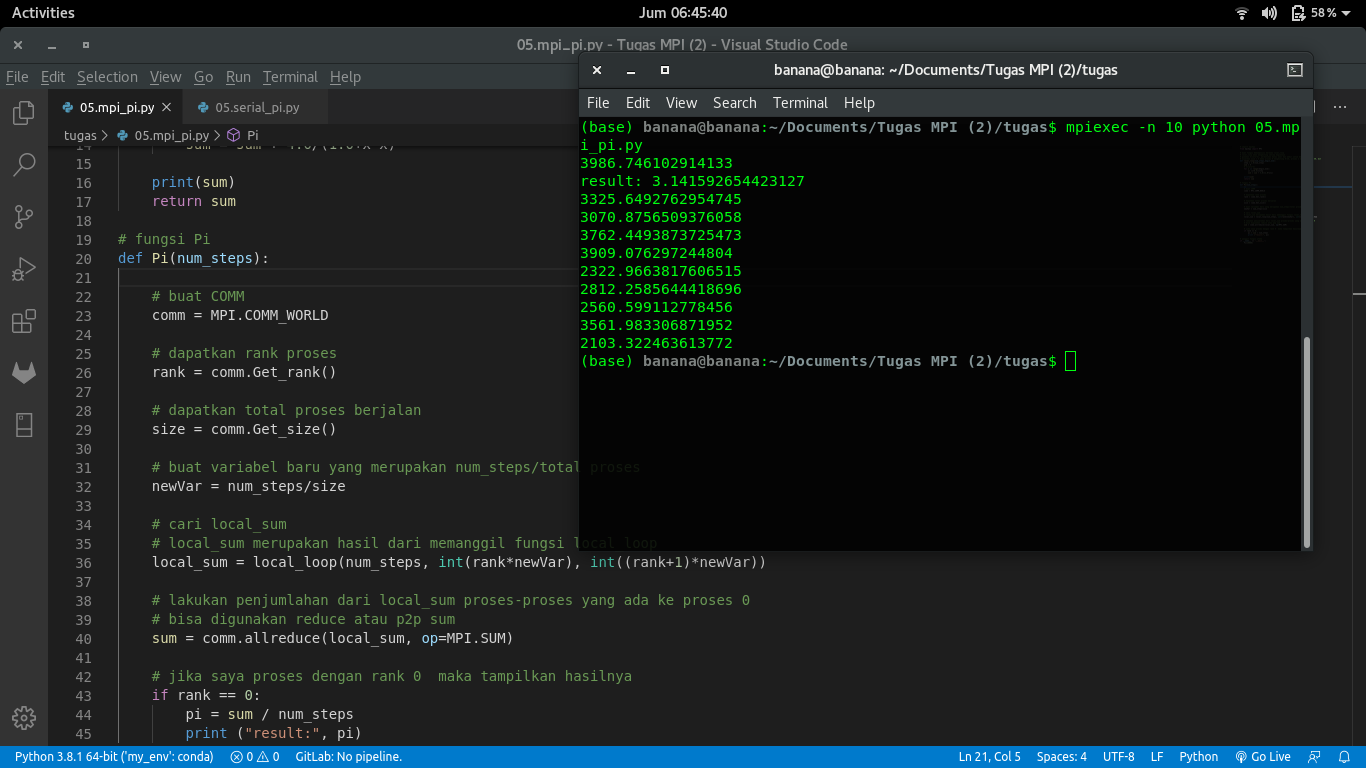 Activities
Jum 06:45:40
58%
05.mpi_pi.py - Tugas MPI (2) - Visual Studio Code
File Edit Selection View Go Run Terminal Help
05.mpi_pi.py
05.serial_pi.py
tugas > 05.mpi_pi.py > Pi
15
16 print(sum)
17 return sum
18
19 # fungsi Pi
20 def Pi(num_steps):
21
22 # buat COMM
23 comm = MPI.COMM_WORLD
24
25 # dapatkan rank proses
26 rank = comm.Get_rank()
27
28 # dapatkan total proses berjalan
29 size = comm.Get_size()
30
31 # buat variabel baru yang merupakan num_steps/total proses
32 newVar = num_steps/size
33
34 # cari local_sum
35 # local_sum merupakan hasil dari memanggil fungsi local_loop
36 local_sum = local_loop(num_steps, int(rank*newVar), int((rank+1)*newVar))
37
38 # lakukan penjumlahan dari local_sum proses-proses yang ada ke proses 0
39 # bisa digunakan reduce atau p2p sum
40 sum = comm.allreduce(local_sum, op=MPI.SUM)
41
42 # jika saya proses dengan rank 0  maka tampilkan hasilnya
43 if rank == 0:
44 pi = sum / num_steps
45 print ("result:", pi)
banana@banana: ~/Documents/Tugas MPI (2)/tugas
File Edit View Search Terminal Help
(base) banana@banana:~/Documents/Tugas MPI (2)/tugas$ mpiexec -n 10 python 05.mp
i_pi.py
3986.746102914133
result: 3.141592654423127
3325.6492762954745
3070.8756509376058
3762.4493873725473
3909.076297244804
2322.9663817606515
2812.2585644418696
2560.599112778456
3561.983306871952
2103.322463613772
(base) banana@banana:~/Documents/Tugas MPI (2)/tugas$
Python 3.8.1 64-bit ('my_env': conda) 0 0 GitLab: No pipeline. Ln 21, Col 5 Spaces: 4 UTF-8 LF Python Go Live